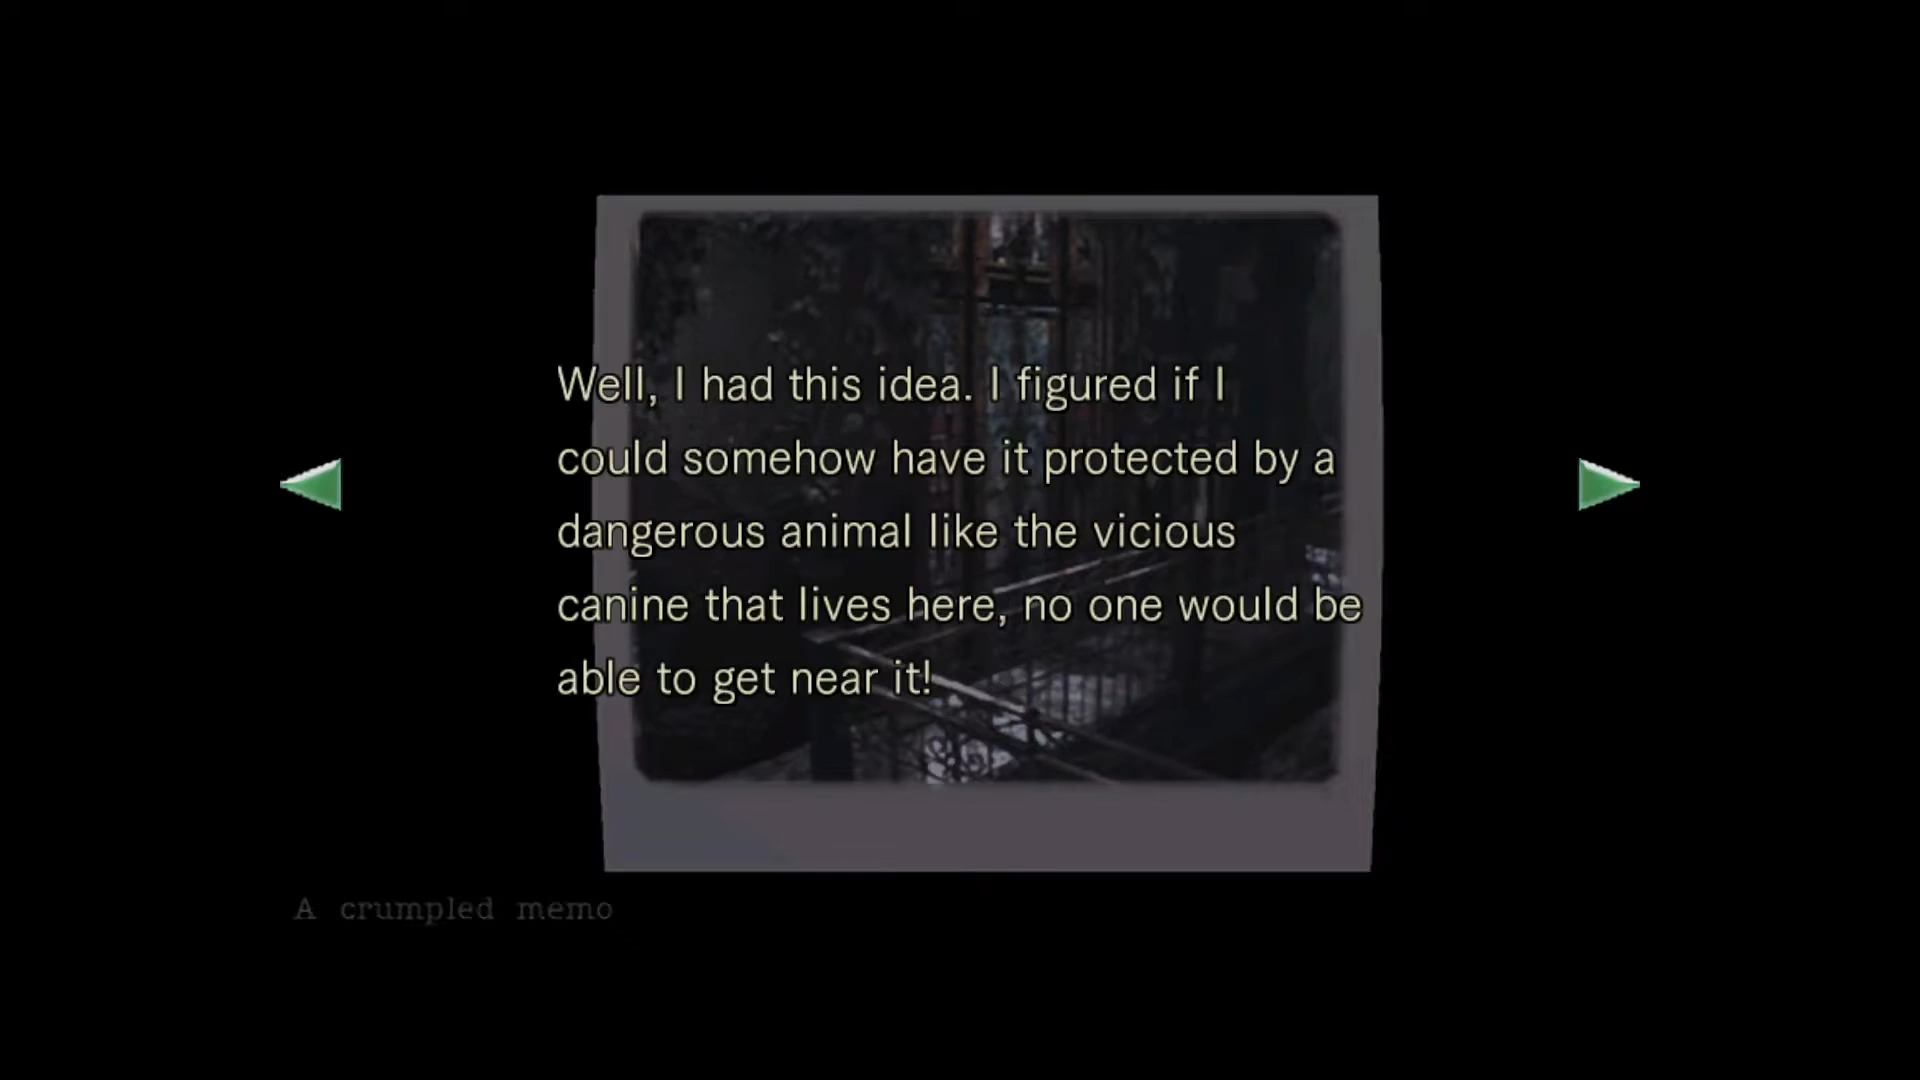 Well, I had this idea. I figured if I
could somehow have it protected by a
dangerous animal like the vicious
canine that lives here, no one would be
able to get near it!
A crumpled memo